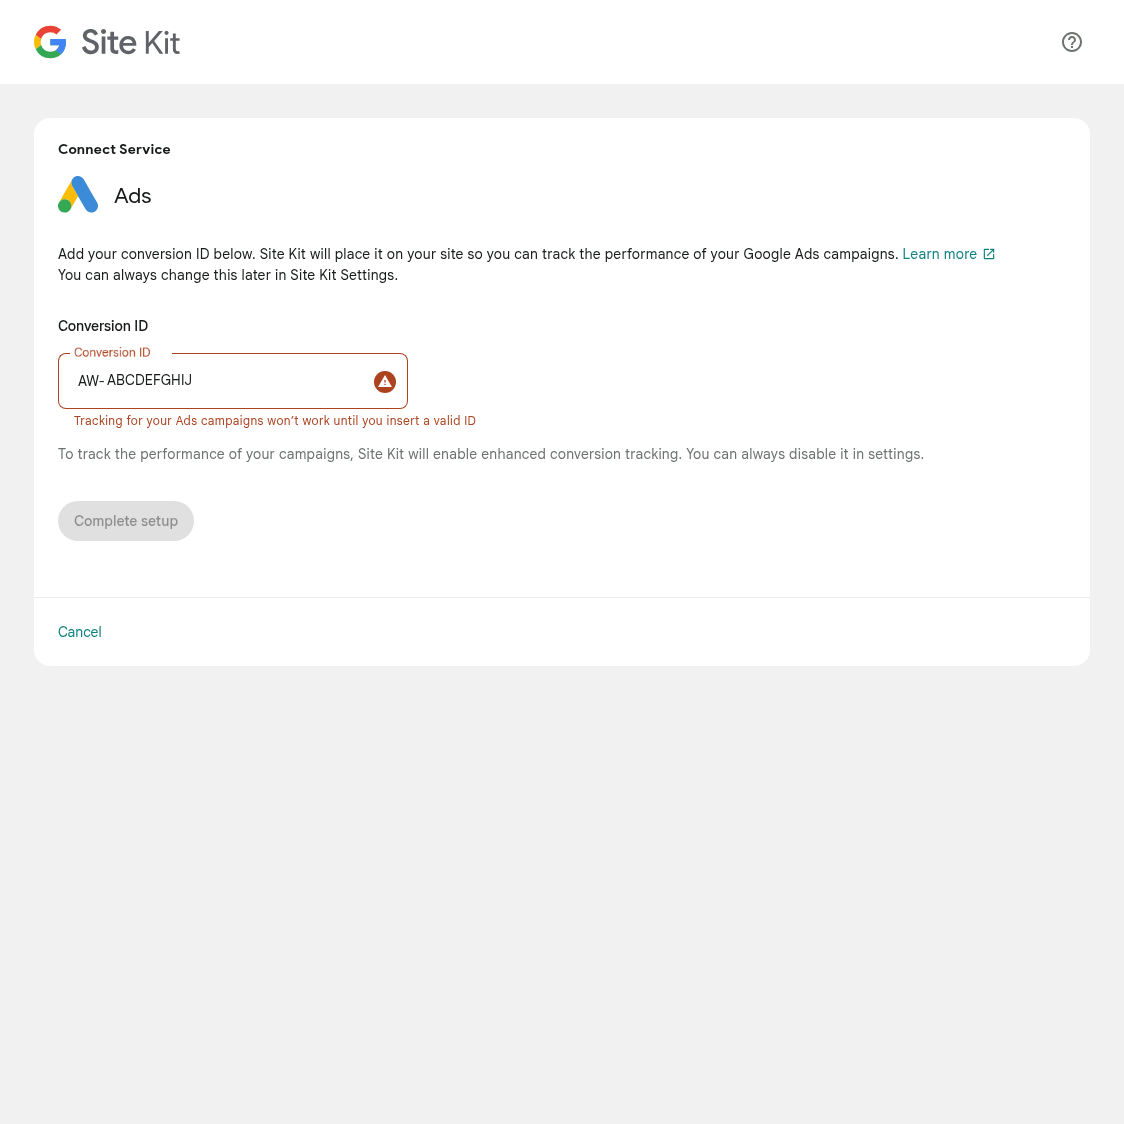 Site Kit
Connect Service
Ads
Add your conversion ID below. Site Kit will place it on your site so you can track the performance of your Google Ads campaigns. Learn more
You can always change this later in Site Kit Settings.
Conversion ID
Conversion ID
AW- ABCDEFGHIJ
Tracking for your Ads campaigns won’t work until you insert a valid ID
To track the performance of your campaigns, Site Kit will enable enhanced conversion tracking. You can always disable it in settings.
Complete setup
Cancel